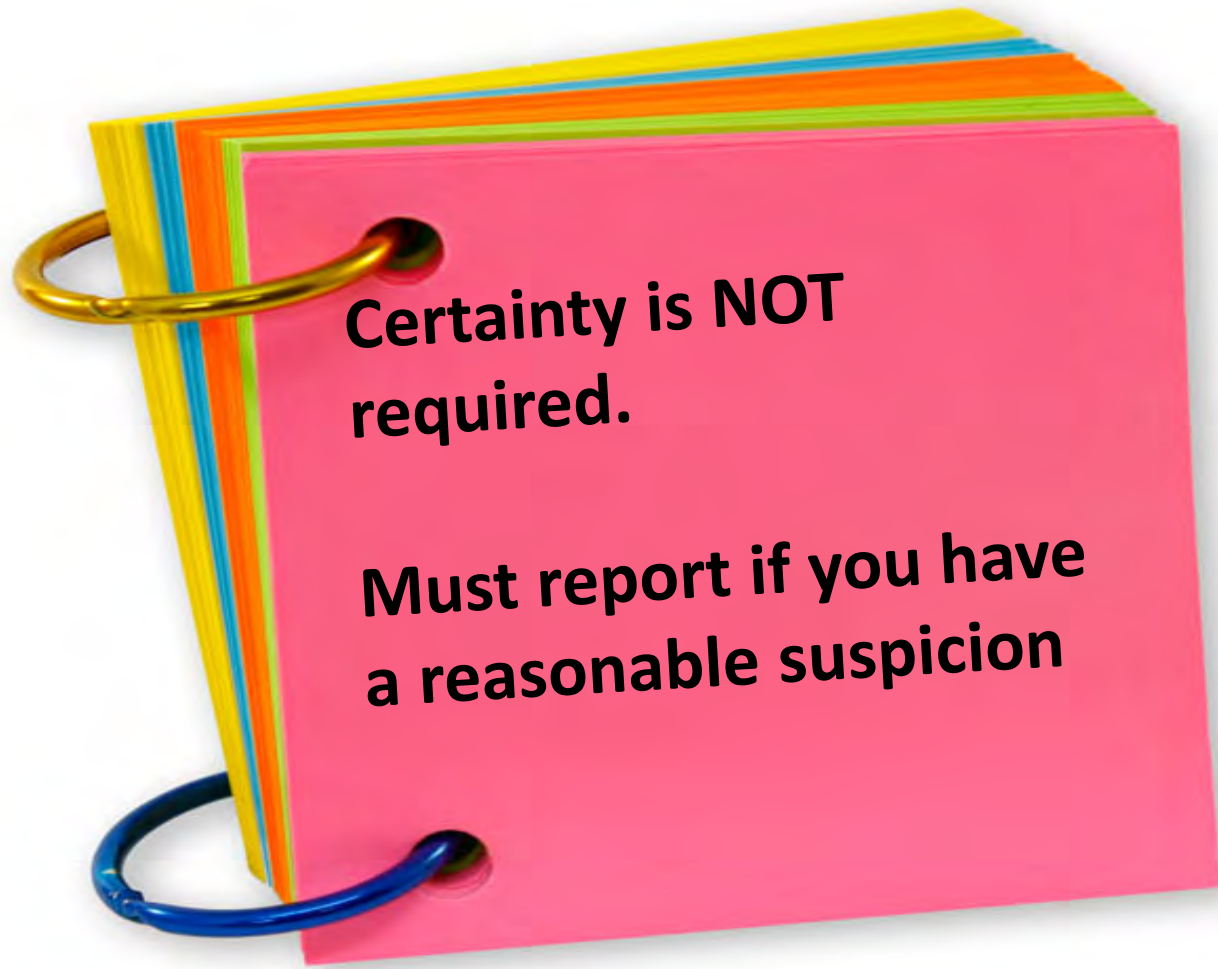 Certainty is NOT
required.
Must report if you have
a reasonable suspicion